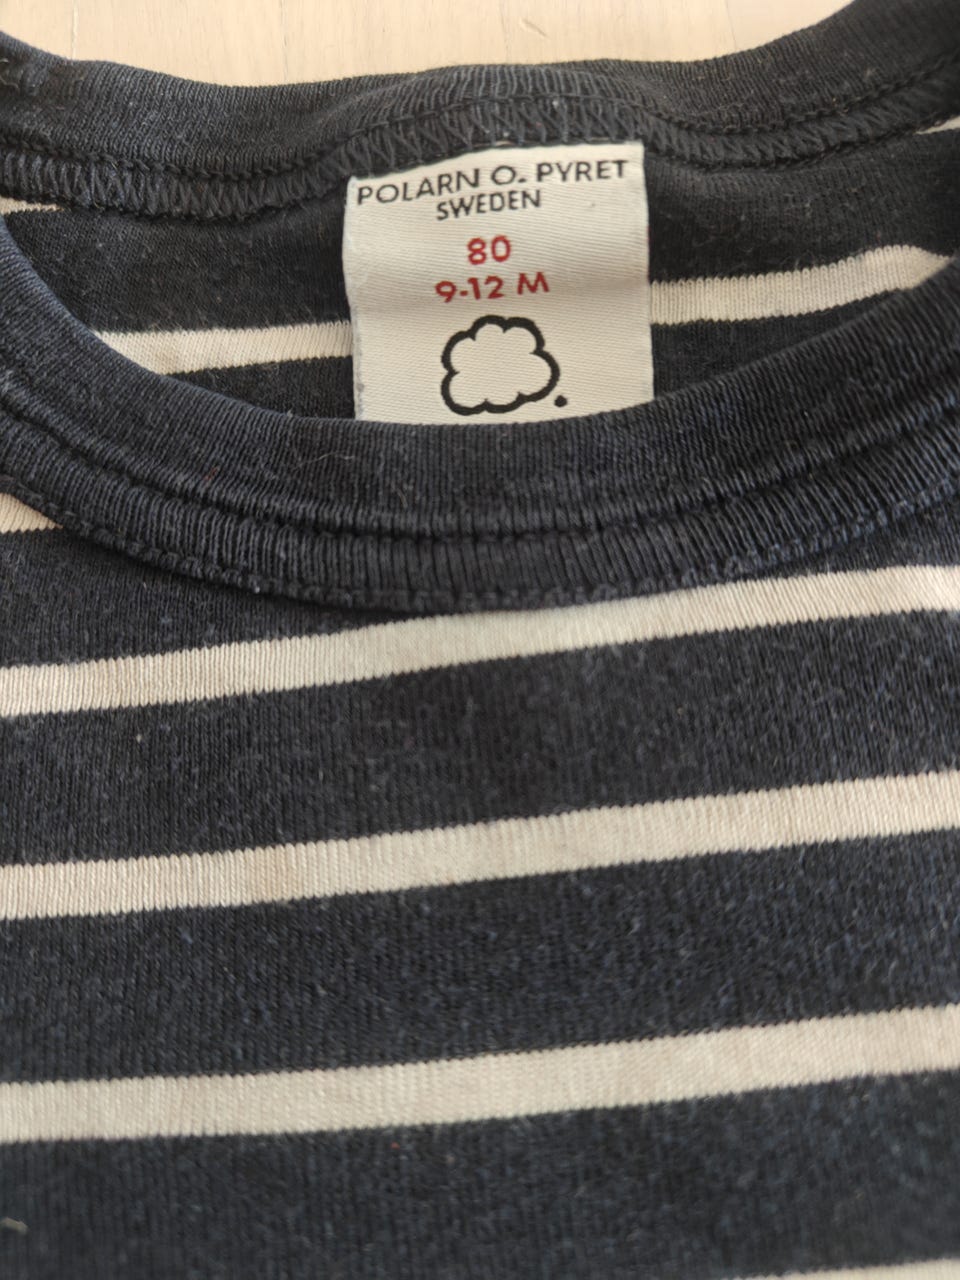 POLARN O. PYRET
SWEDEN
80
9-12 M